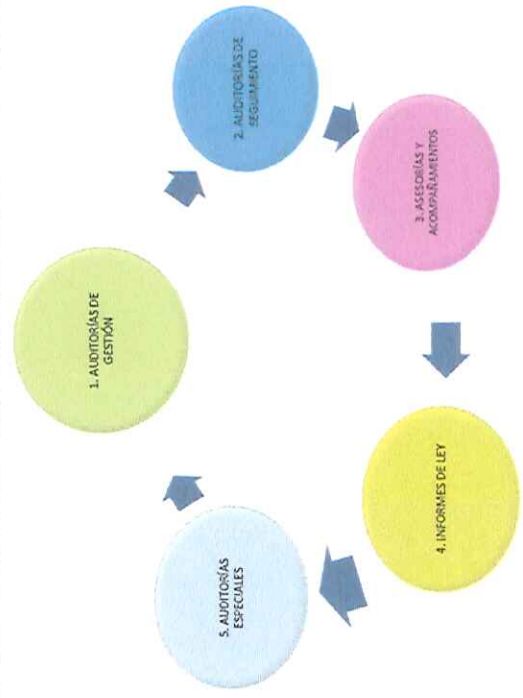 1. AUDITORÍAS DE
GESTIÓN
2. AUDITORÍAS DE
SEGUIMIENTO
3. ASESORÍAS Y
ACOMPAÑAMIENTOS
4. INFORMES DE LEY
5. AUDITORÍAS
ESPECIALES